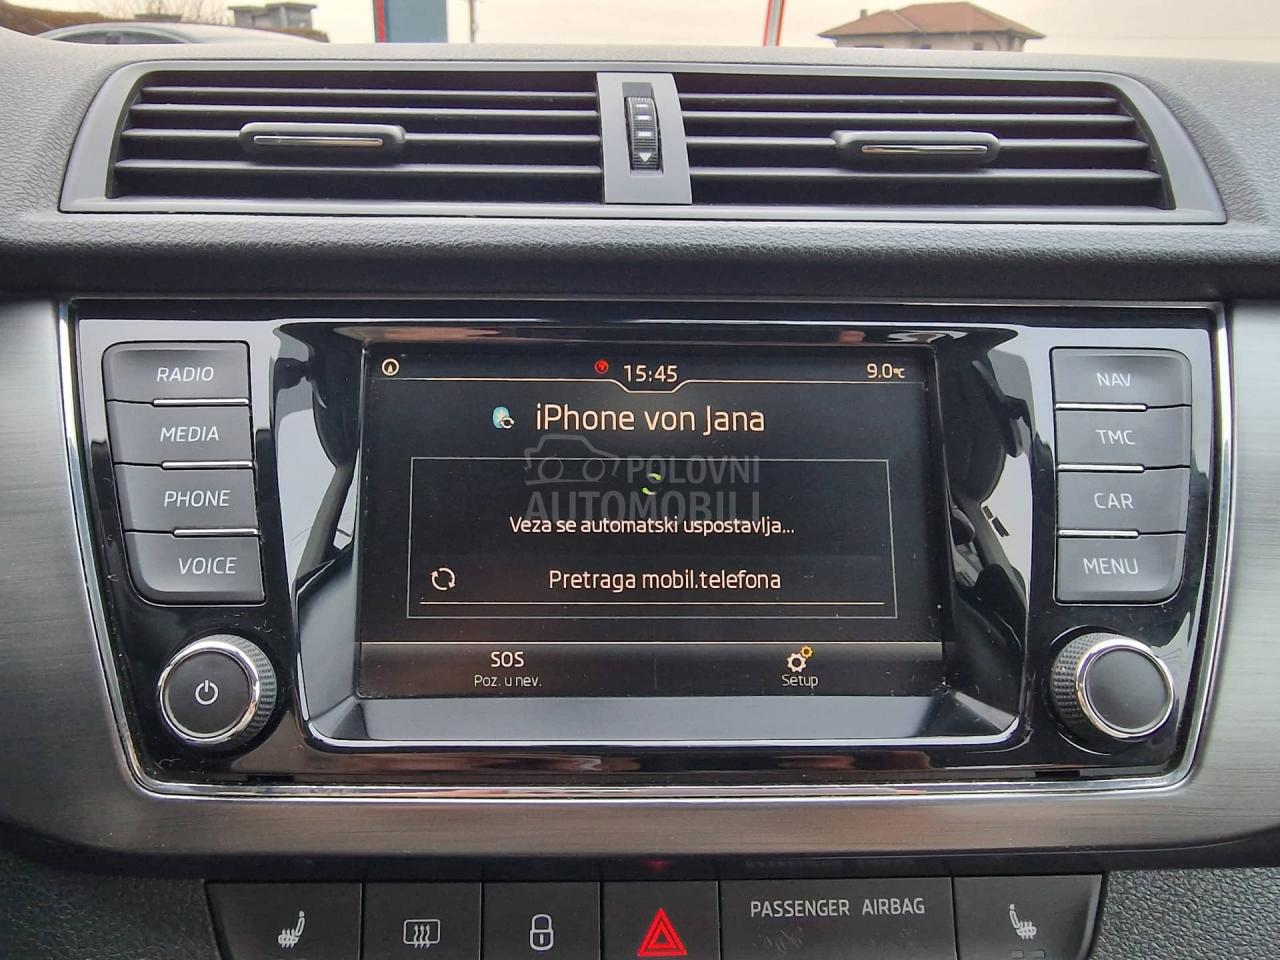 RADIO
MEDIA
PHONE
VOICE
15:45
9.0°C
iPhone von Jana
POLOVNI
AUTOMOBILI
Veza se automatski uspostavlja...
Pretraga mobil.telefona
SOS
Poz. u nev.
Setup
NAV
TMC
CAR
MENU
PASSENGER AIRBAG